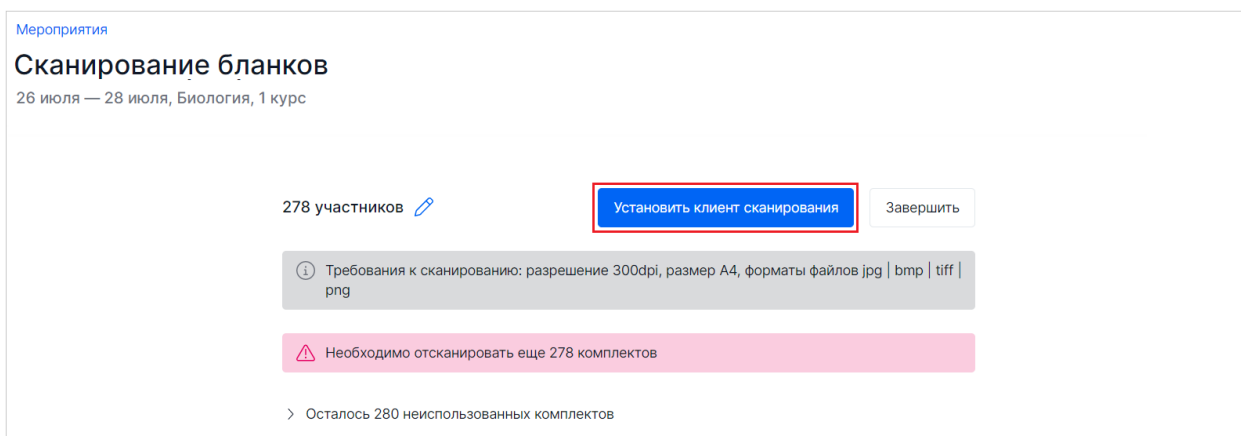 Мероприятия
Сканирование бланков
26 июля — 28 июля, Биология, 1 курс
278 участников
Установить клиент сканирования
Завершить
Требования к сканированию: разрешение 300dpi, размер А4, форматы файлов jpg | bmp | tiff |
png
Необходимо отсканировать еще 278 комплектов
Осталось 280 неиспользованных комплектов